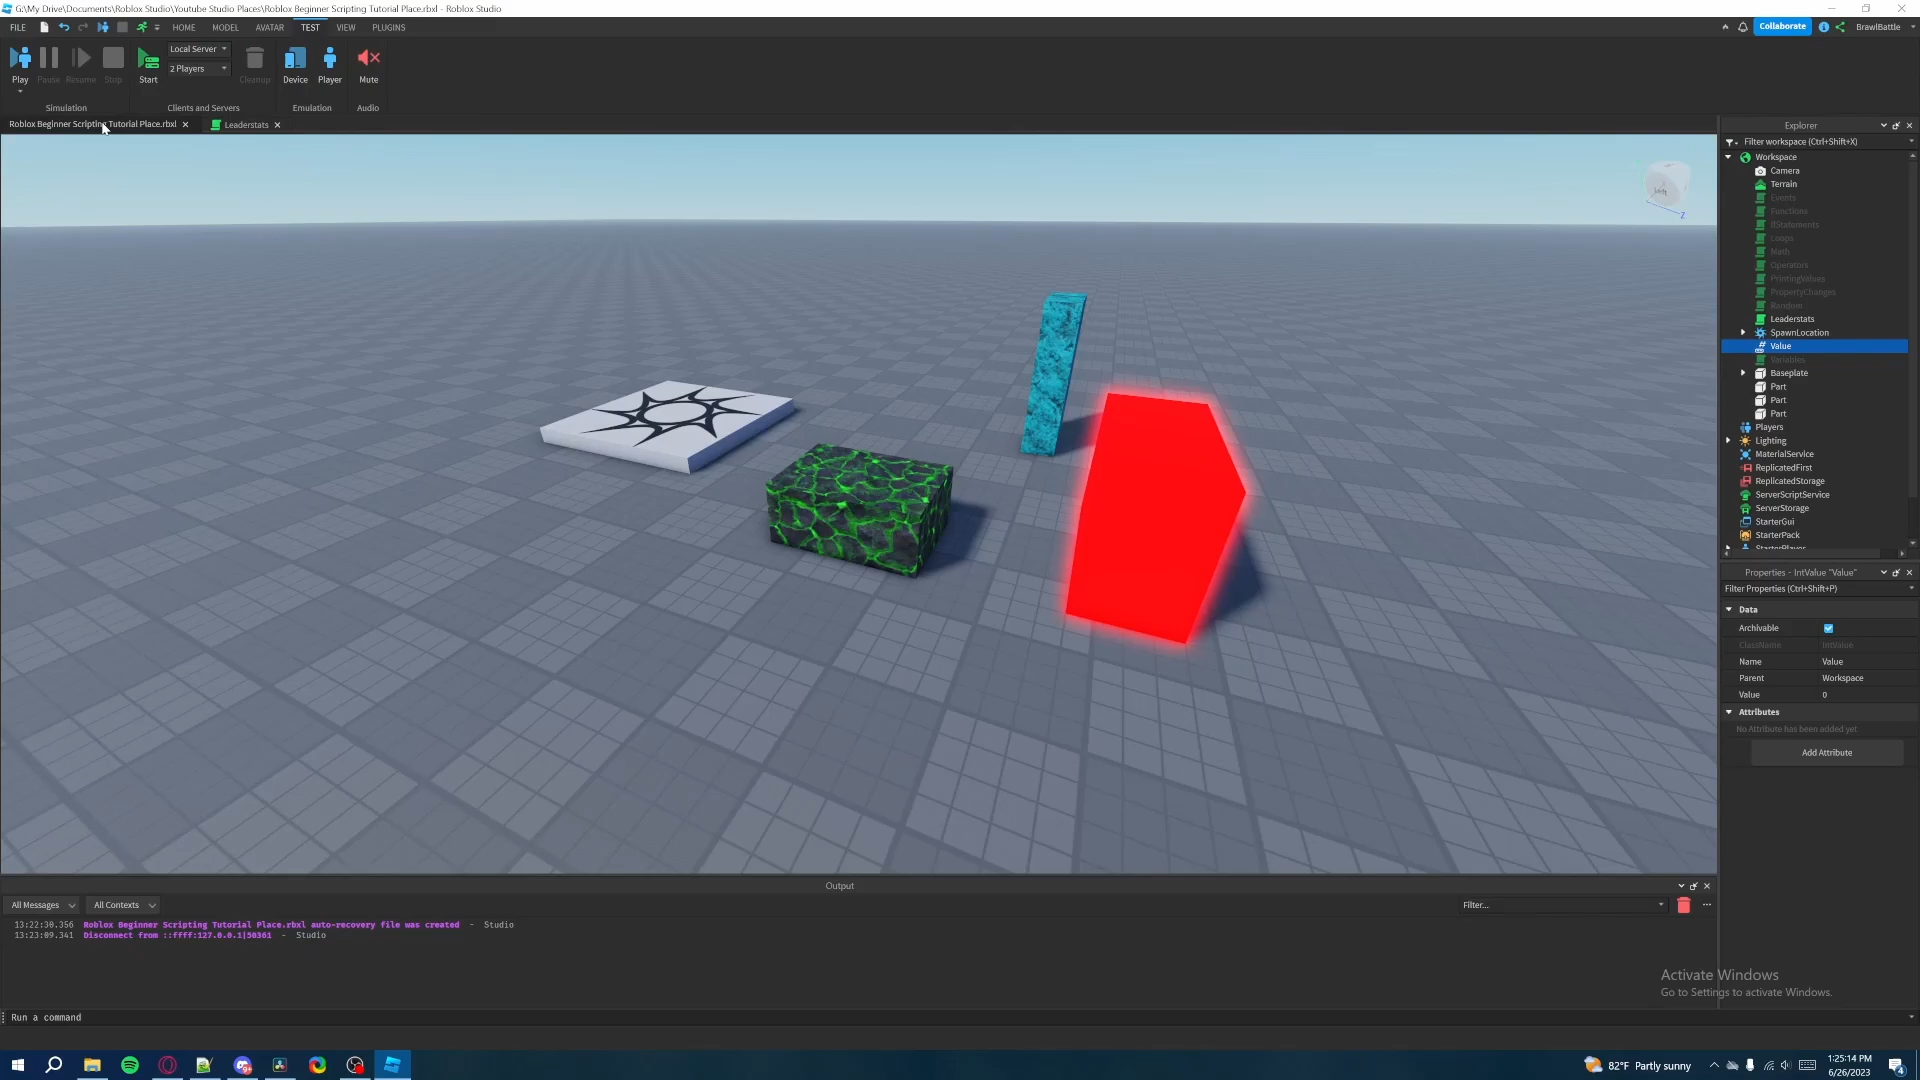 G:\My Drive\Documents\Roblox Studio\Youtube Studio Places\Roblox Beginner Scripting Tutorial Place.rbxl - Roblox Studio
FILE HOME MODEL AVATAR TEST VIEW PLUGINS Collaborate BrawlBattle
Local Server
2 Players
Play Pause Resume Stop Start Cleanup Device Player Mute
Simulation Clients and Servers Emulation Audio
Roblox Beginner Scripting Tutorial Place.rbxl Leaderstats
Explorer
Filter workspace (Ctrl+Shift+X)
Workspace
Camera
Terrain
Events
Functions
IfStatements
Loops
Math
Operators
PrintingValues
PropertyChanges
Random
Leaderstats
SpawnLocation
Value
Variables
Baseplate
Part
Part
Part
Players
Lighting
MaterialService
ReplicatedFirst
ReplicatedStorage
ServerScriptService
ServerStorage
StarterGui
StarterPack
StarterPlayer
Left
Z
Properties - IntValue "Value"
Filter Properties (Ctrl+Shift+P)
Data
Archivable
ClassName IntValue
Name Value
Parent Workspace
Value 0
Attributes
No Attribute has been added yet
Add Attribute
Output
All Messages All Contexts Filter...
13:22:30.356 Roblox Beginner Scripting Tutorial Place.rbxl auto-recovery file was created - Studio
13:23:09.341 Disconnect from ::ffff:127.0.0.1|50361 - Studio
Activate Windows
Go to Settings to activate Windows.
Run a command
82°F Partly sunny
1:25:14 PM
6/26/2023